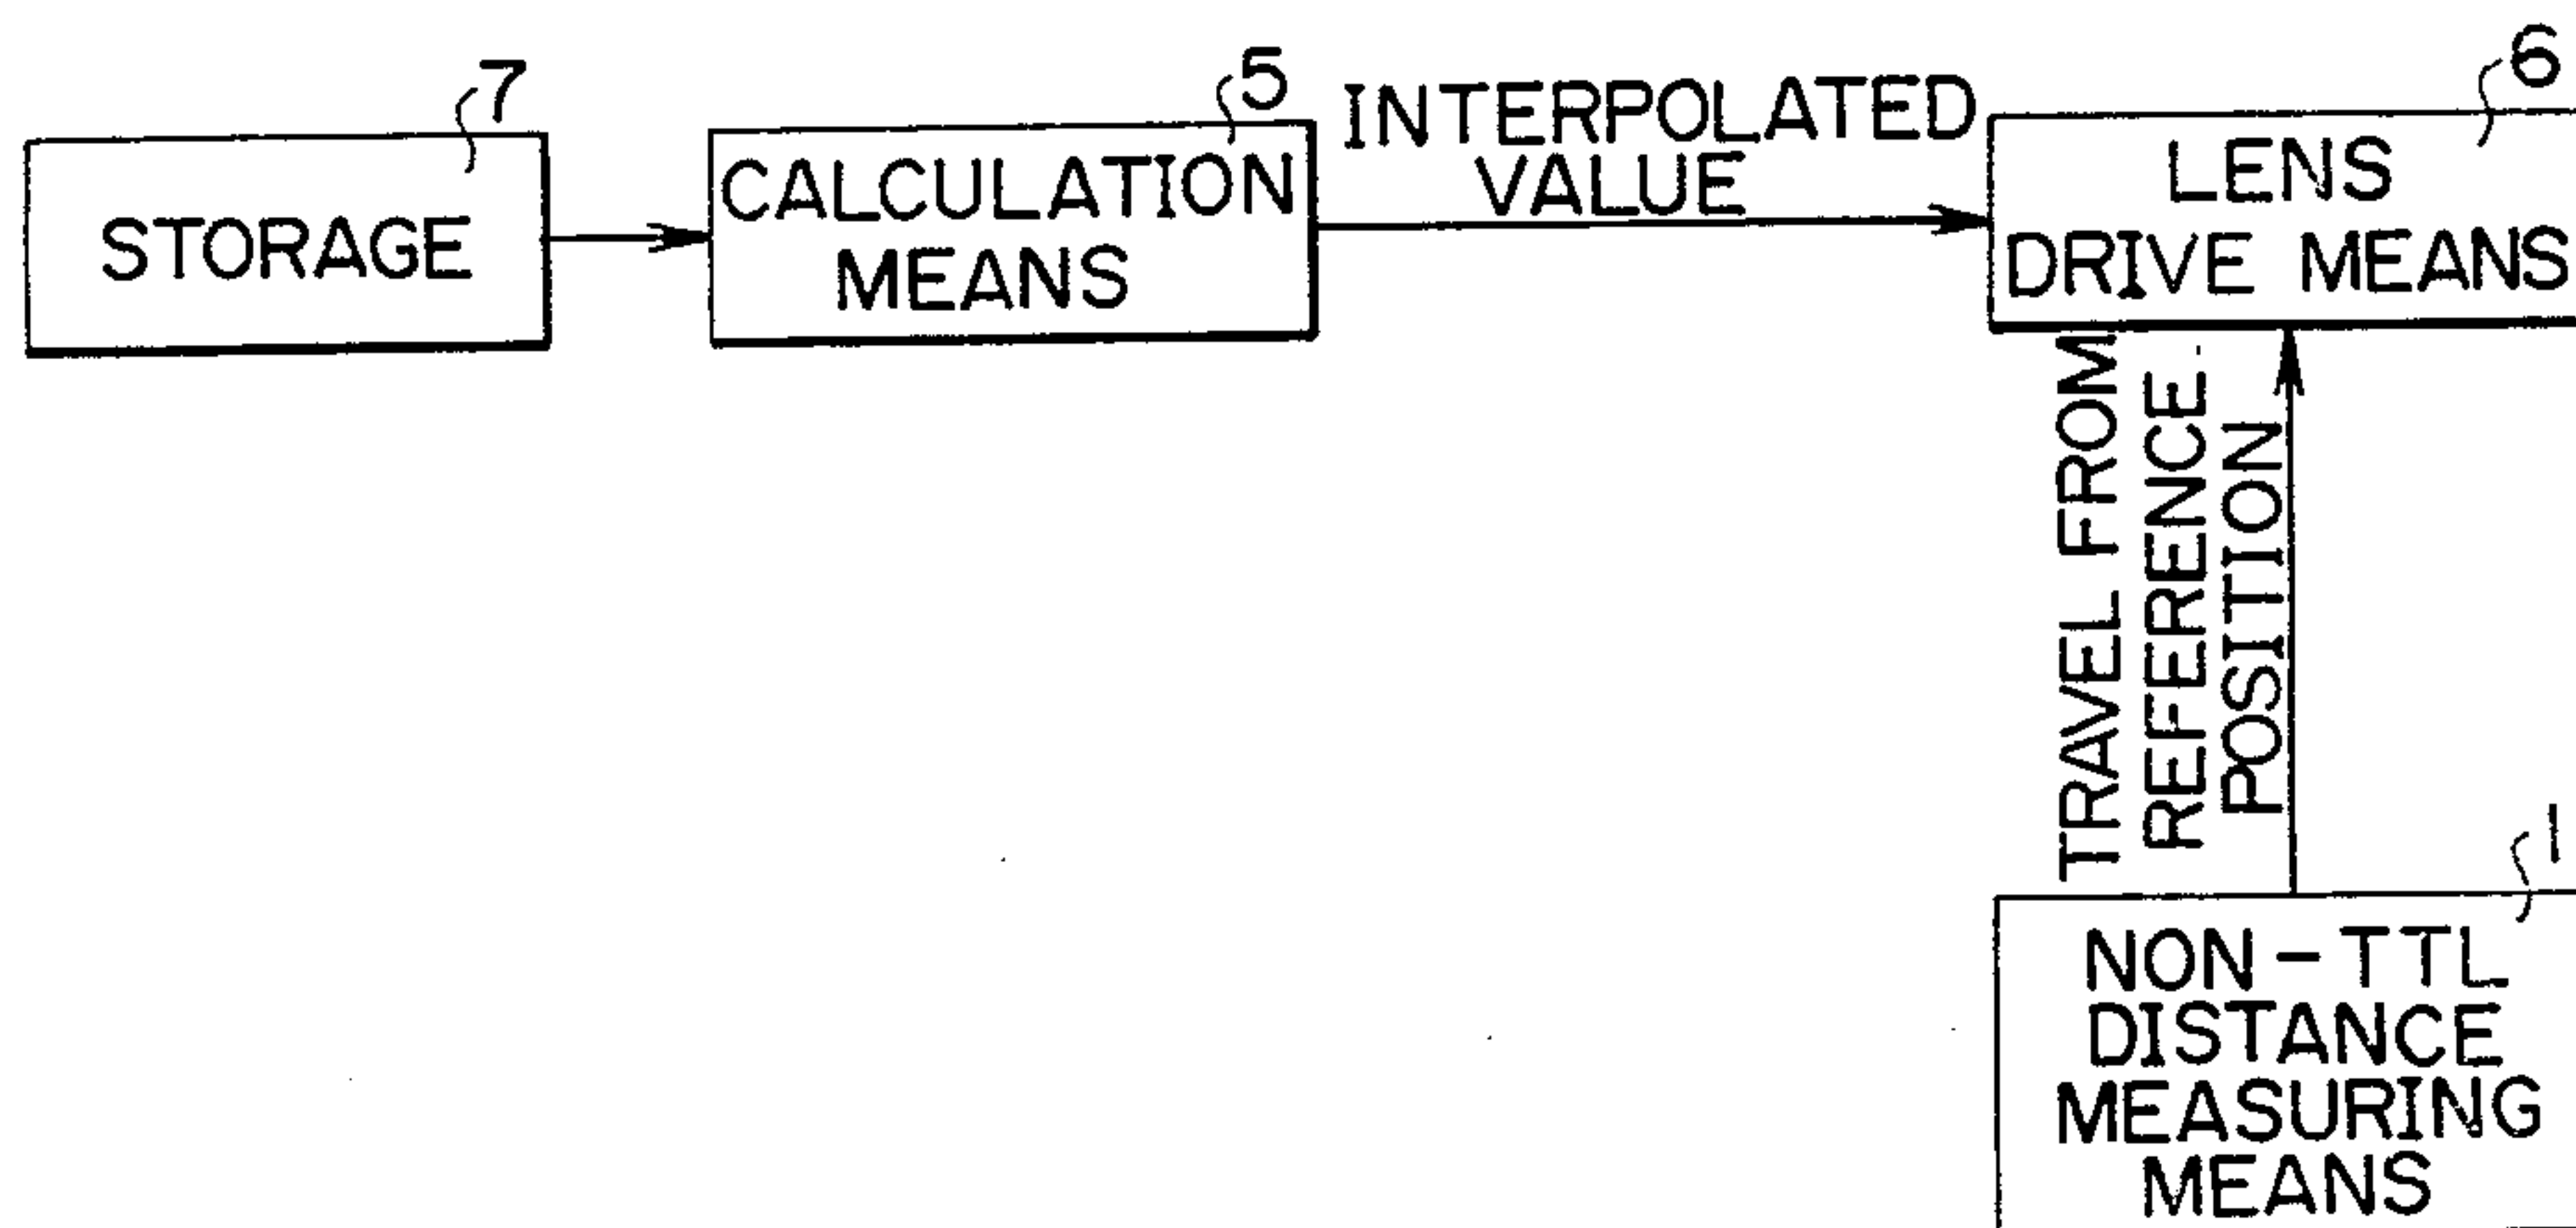 7
STORAGE
5
CALCULATION
MEANS
INTERPOLATED
VALUE
6
LENS
DRIVE MEANS
TRAVEL FROM
REFERENCE
POSITION
1
NON-TTL
DISTANCE
MEASURING
MEANS